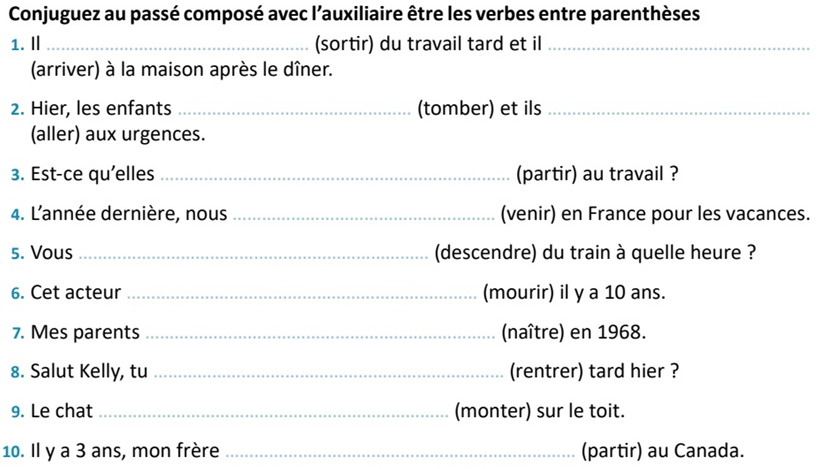 Conjuguez au passé composé avec l’auxiliaire être les verbes entre parenthèses
1. Il ................................................ (sortir) du travail tard et il ................................................
(arriver) à la maison après le dîner.
2. Hier, les enfants ................................................ (tomber) et ils ................................................
(aller) aux urgences.
3. Est-ce qu’elles ................................................ (partir) au travail ?
4. L’année dernière, nous ................................................ (venir) en France pour les vacances.
5. Vous ................................................ (descendre) du train à quelle heure ?
6. Cet acteur ................................................ (mourir) il y a 10 ans.
7. Mes parents ................................................ (naître) en 1968.
8. Salut Kelly, tu ................................................ (rentrer) tard hier ?
9. Le chat ................................................ (monter) sur le toit.
10. Il y a 3 ans, mon frère ................................................ (partir) au Canada.